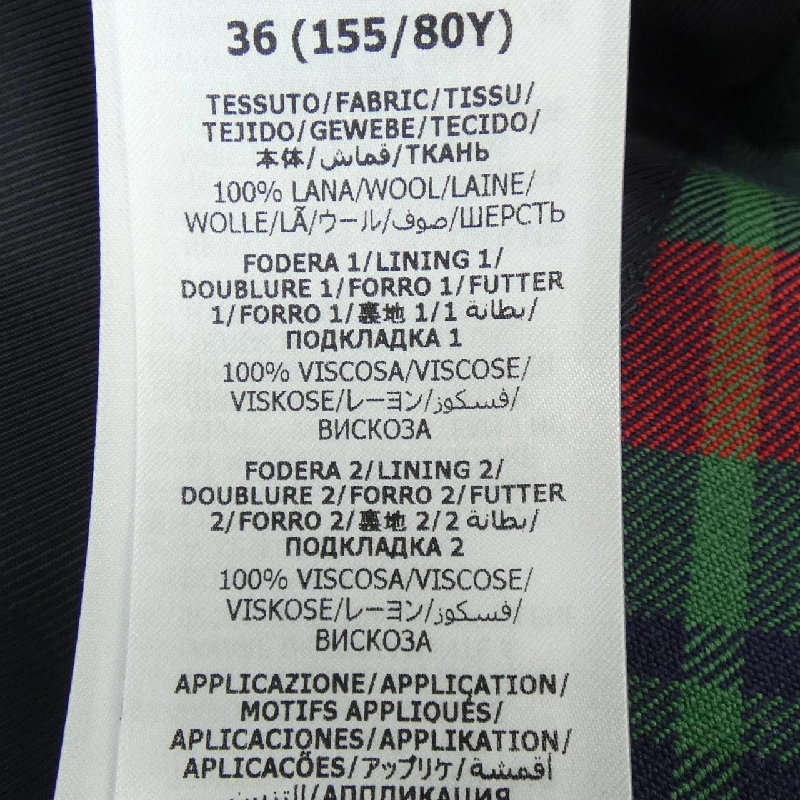 36 (155/80Y)
TESSUTO/FABRIC/TISSU/
TEJIDO/GEWEBE/TECIDO/
本体/قماش/ТКАНЬ
100% LANA/WOOL/LAINE/
WOLLE/LÃ/ウール/صوف/ШЕРСТЬ
FODERA 1/LINING 1/
DOUBLURE 1/FORRO 1/FUTTER
1/FORRO 1/裏地 1/1 بطانة/
ПОДКЛАДКА 1
100% VISCOSA/VISCOSE/
VISKOSE/レーヨン/فسكوز/
ВИСКОЗА
FODERA 2/LINING 2/
DOUBLURE 2/FORRO 2/FUTTER
2/FORRO 2/裏地 2/2 بطانة/
ПОДКЛАДКА 2
100% VISCOSA/VISCOSE/
VISKOSE/レーヨン/فسكوز/
ВИСКОЗА
APPLICAZIONE/APPLICATION/
MOTIFS APPLIQUÉS/
APLICACIONES/APPLIKATION/
APLICACÕES/アップリケ/أقمشة
التزيين/АППЛИКАЦИЯ